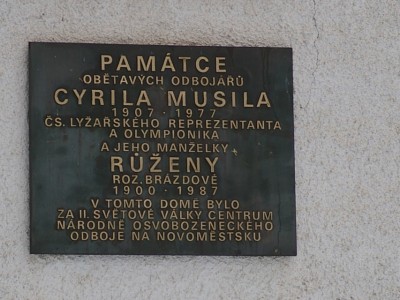 PAMÁTCE
OBĚTAVÝCH ODBOJÁŘŮ
CYRILA MUSILA
1907 - 1977
ČS. LYŽAŘSKÉHO REPREZENTANTA
A OLYMPIONIKA
A JEHO MANŽELKY
RŮŽENY
ROZ. BRÁZDOVÉ
1900 - 1987
V TOMTO DOMĚ BYLO
ZA II. SVĚTOVÉ VÁLKY CENTRUM
NÁRODNĚ OSVOBOZENECKÉHO
ODBOJE NA NOVOMĚSTSKU